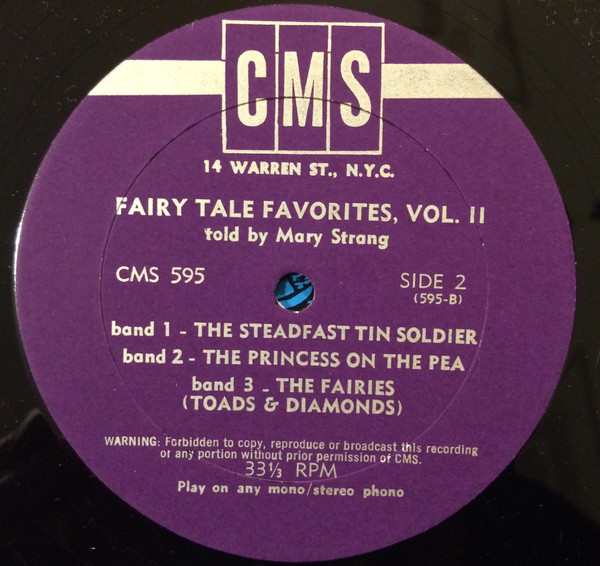 CMS
14 WARREN ST., N.Y.C.
FAIRY TALE FAVORITES, VOL. II
told by Mary Strang
CMS 595
SIDE 2
(595-B)
band 1 - THE STEADFAST TIN SOLDIER
band 2 - THE PRINCESS ON THE PEA
band 3 - THE FAIRIES
(TOADS & DIAMONDS)
WARNING: Forbidden to copy, reproduce or broadcast this recording
or any portion without prior permission of CMS.
33⅓ RPM
Play on any mono/stereo phono